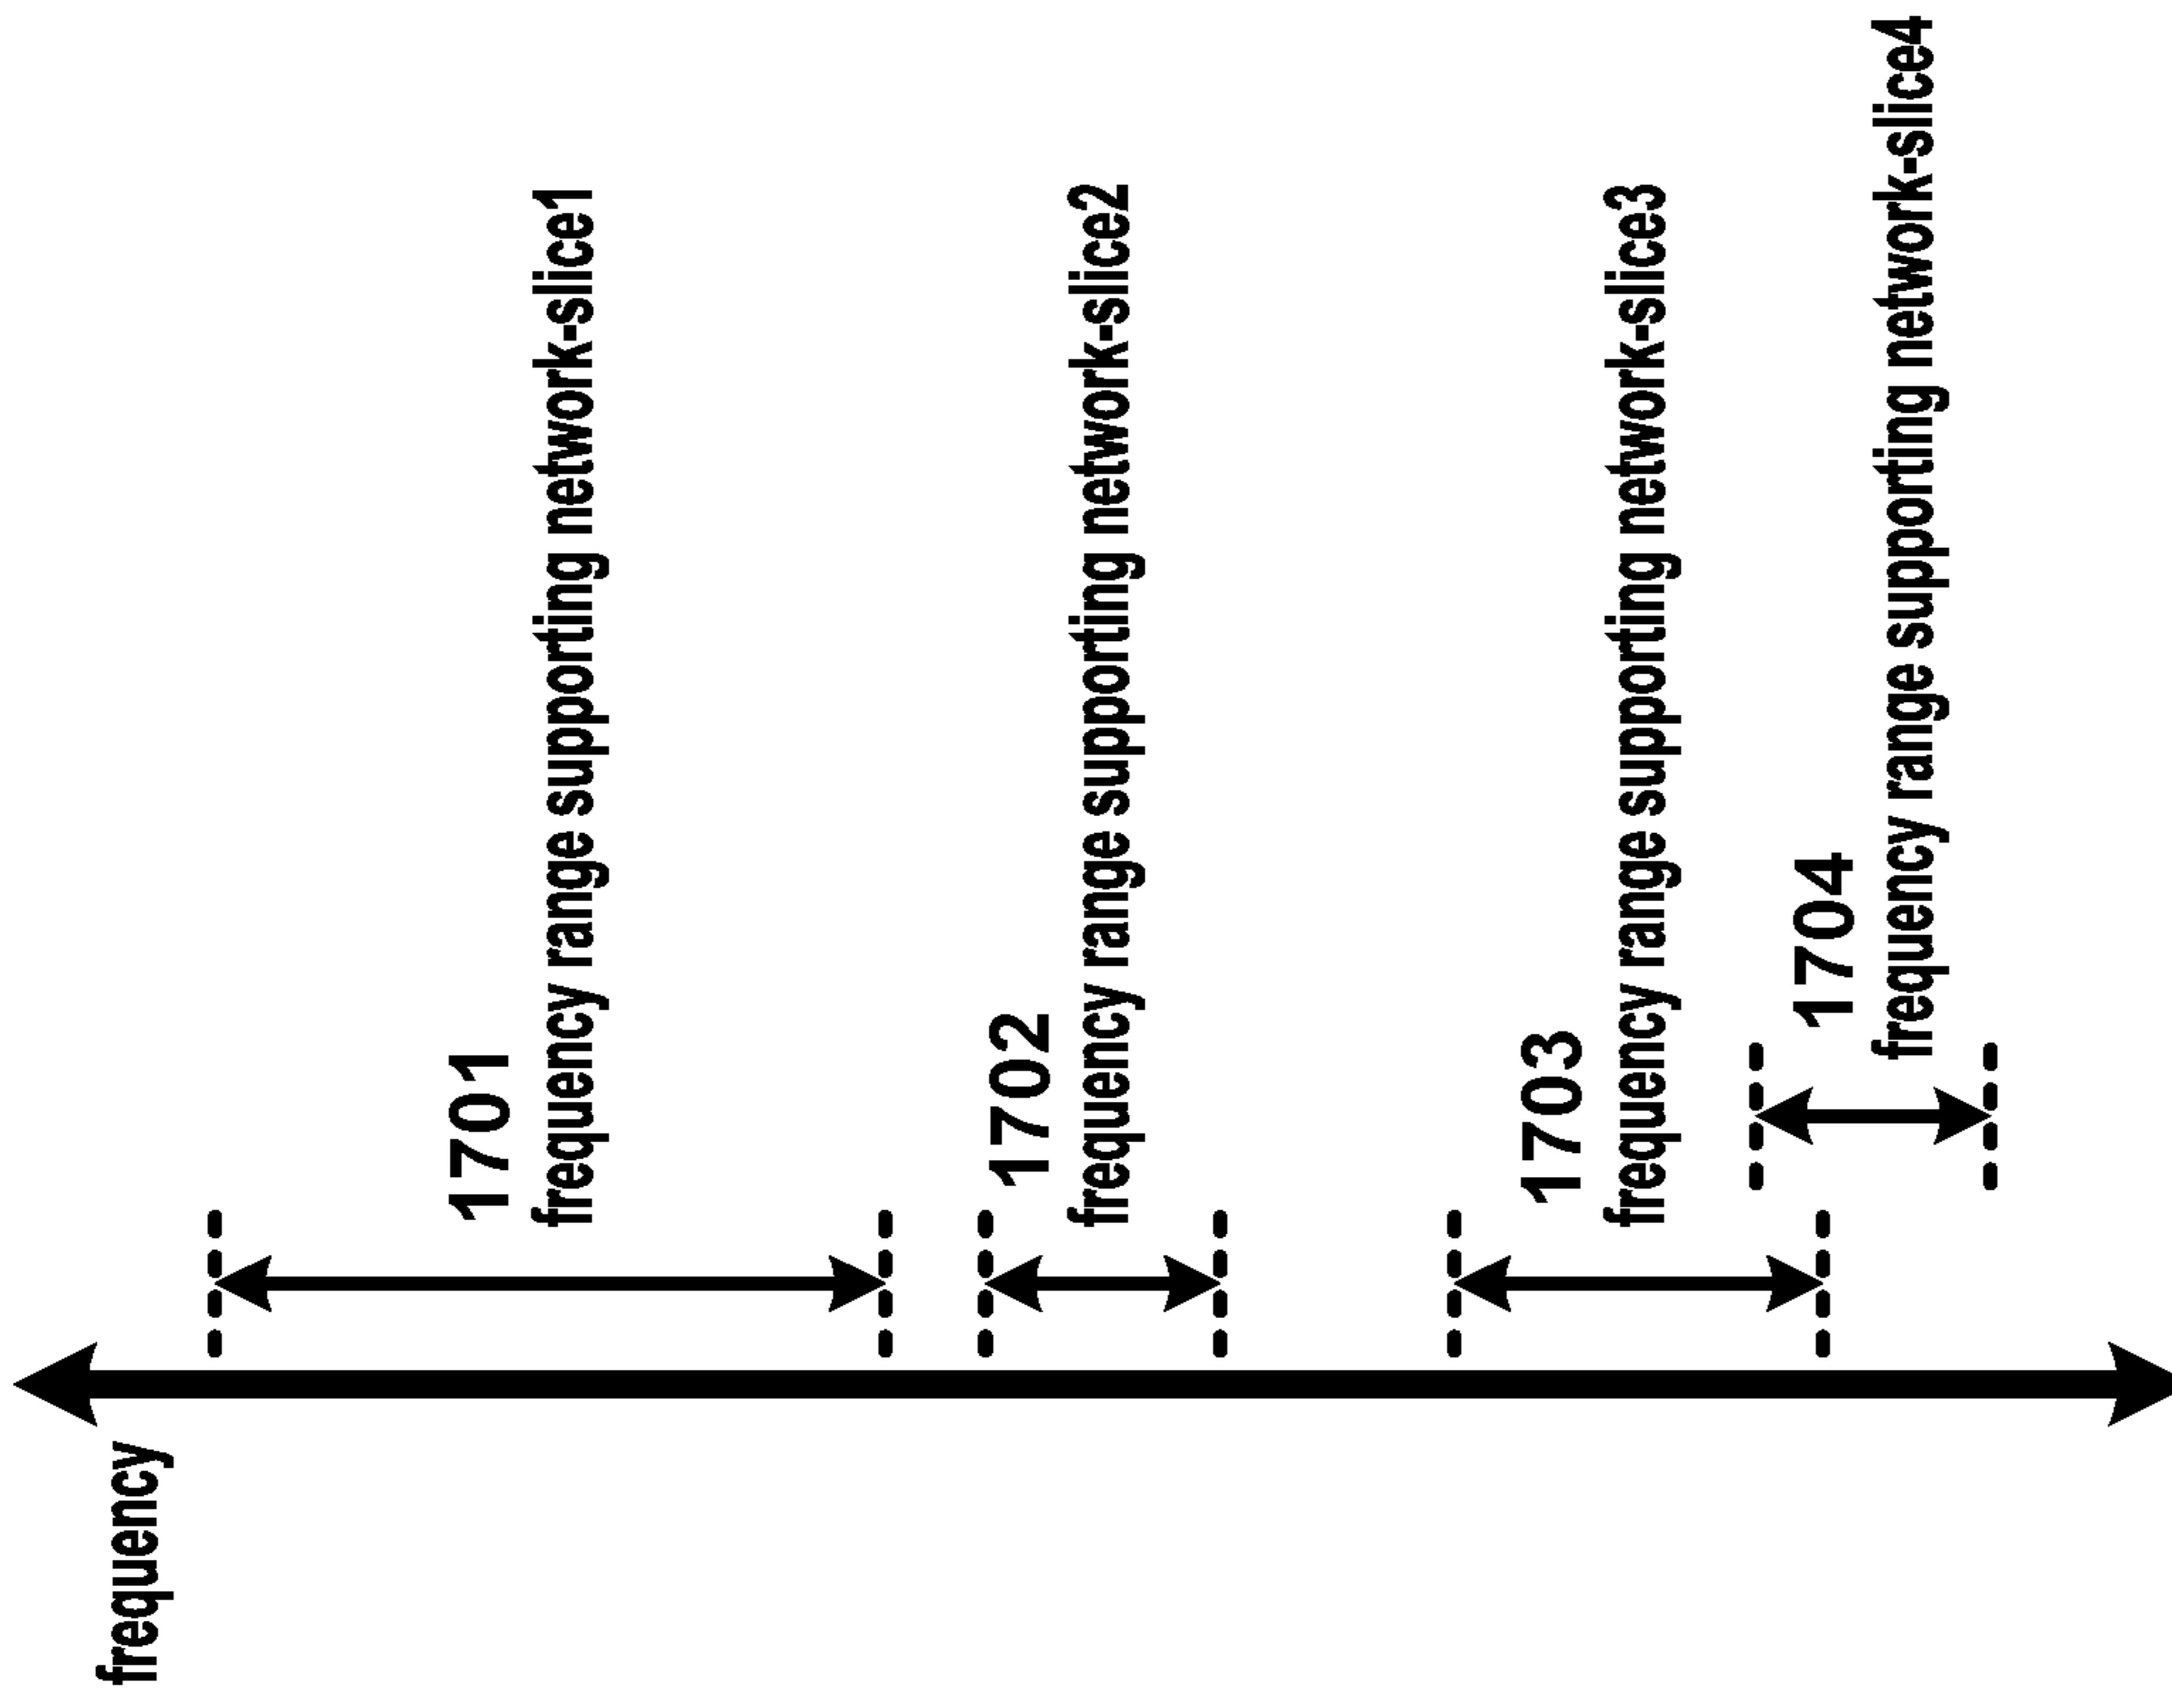 frequency
1701
frequency range supporting network-slice1
1702
frequency range supporting network-slice2
1703
frequency range supporting network-slice3
1704
frequency range supporting network-slice4